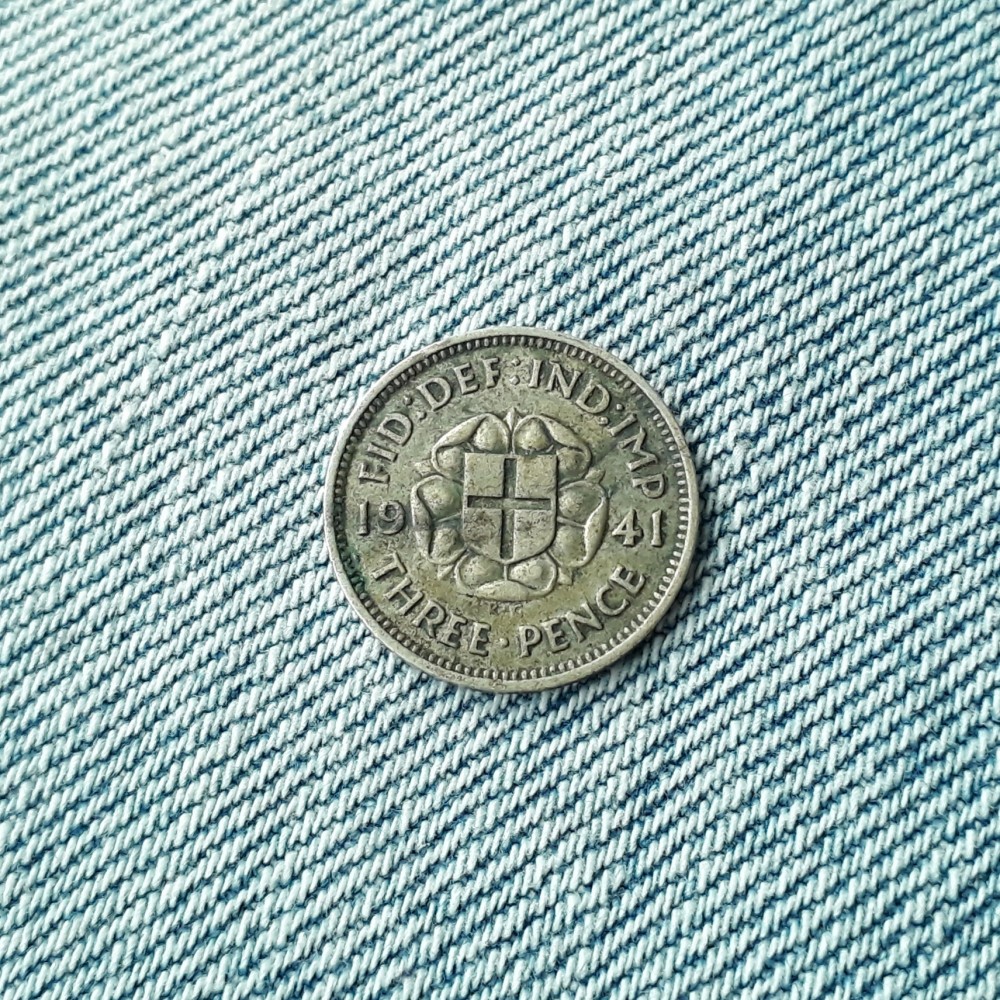 FID:DEF:IND:IMP
19 41
THREE·PENCE
K·G